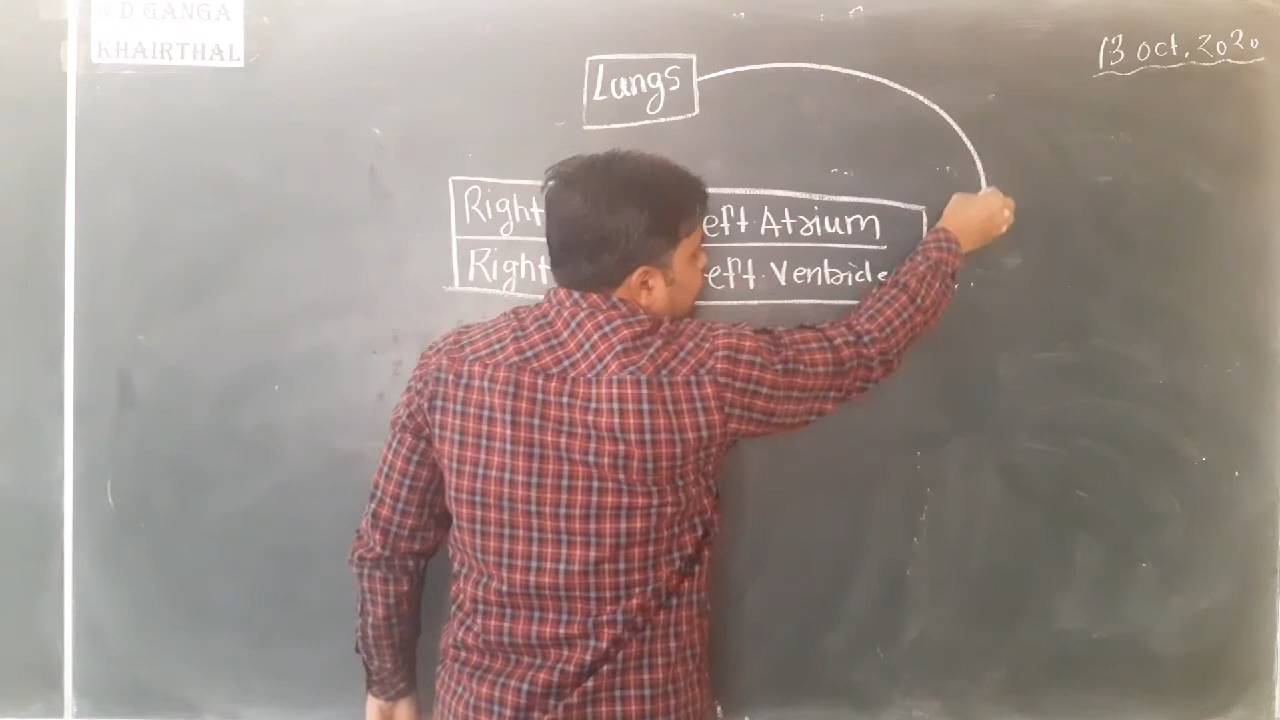 D GANGA
KHAIRTHAL
13 Oct. 2020
Lungs
Right eft Atrium
Right eft Ventricle